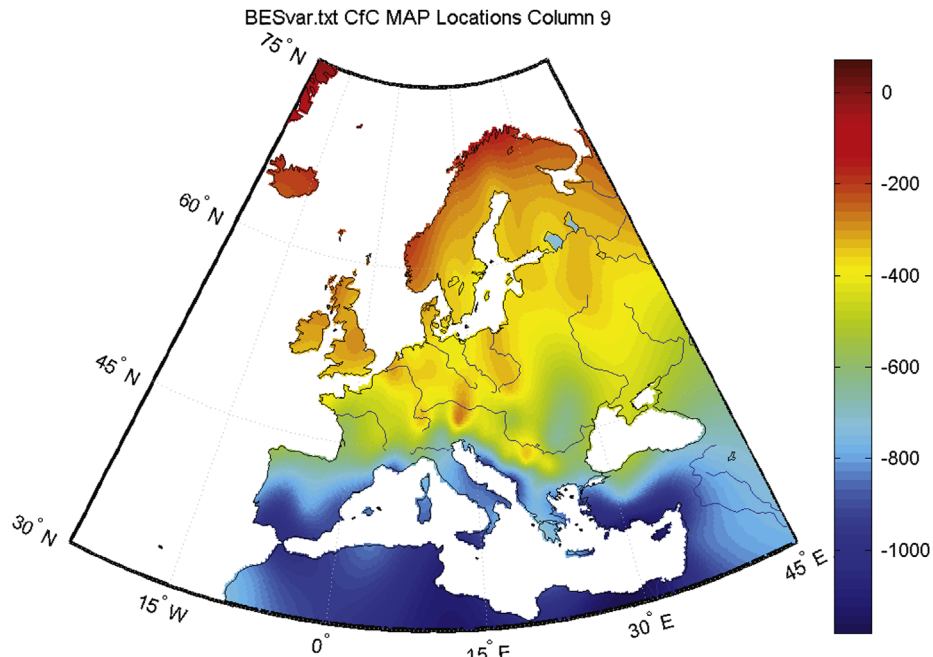 BESvar.txt CfC MAP Locations Column 9
75° N
60° N
45° N
30° N
15° W
0°
15° E
30° E
45° E
0
-200
-400
-600
-800
-1000